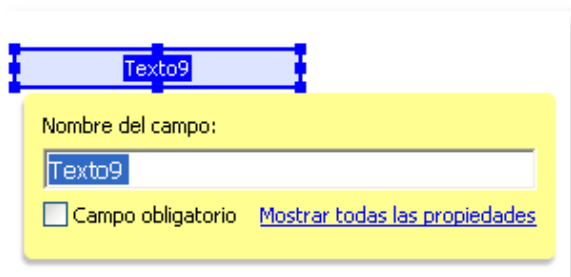 Texto9
Nombre del campo:
Texto9
Campo obligatorio Mostrar todas las propiedades